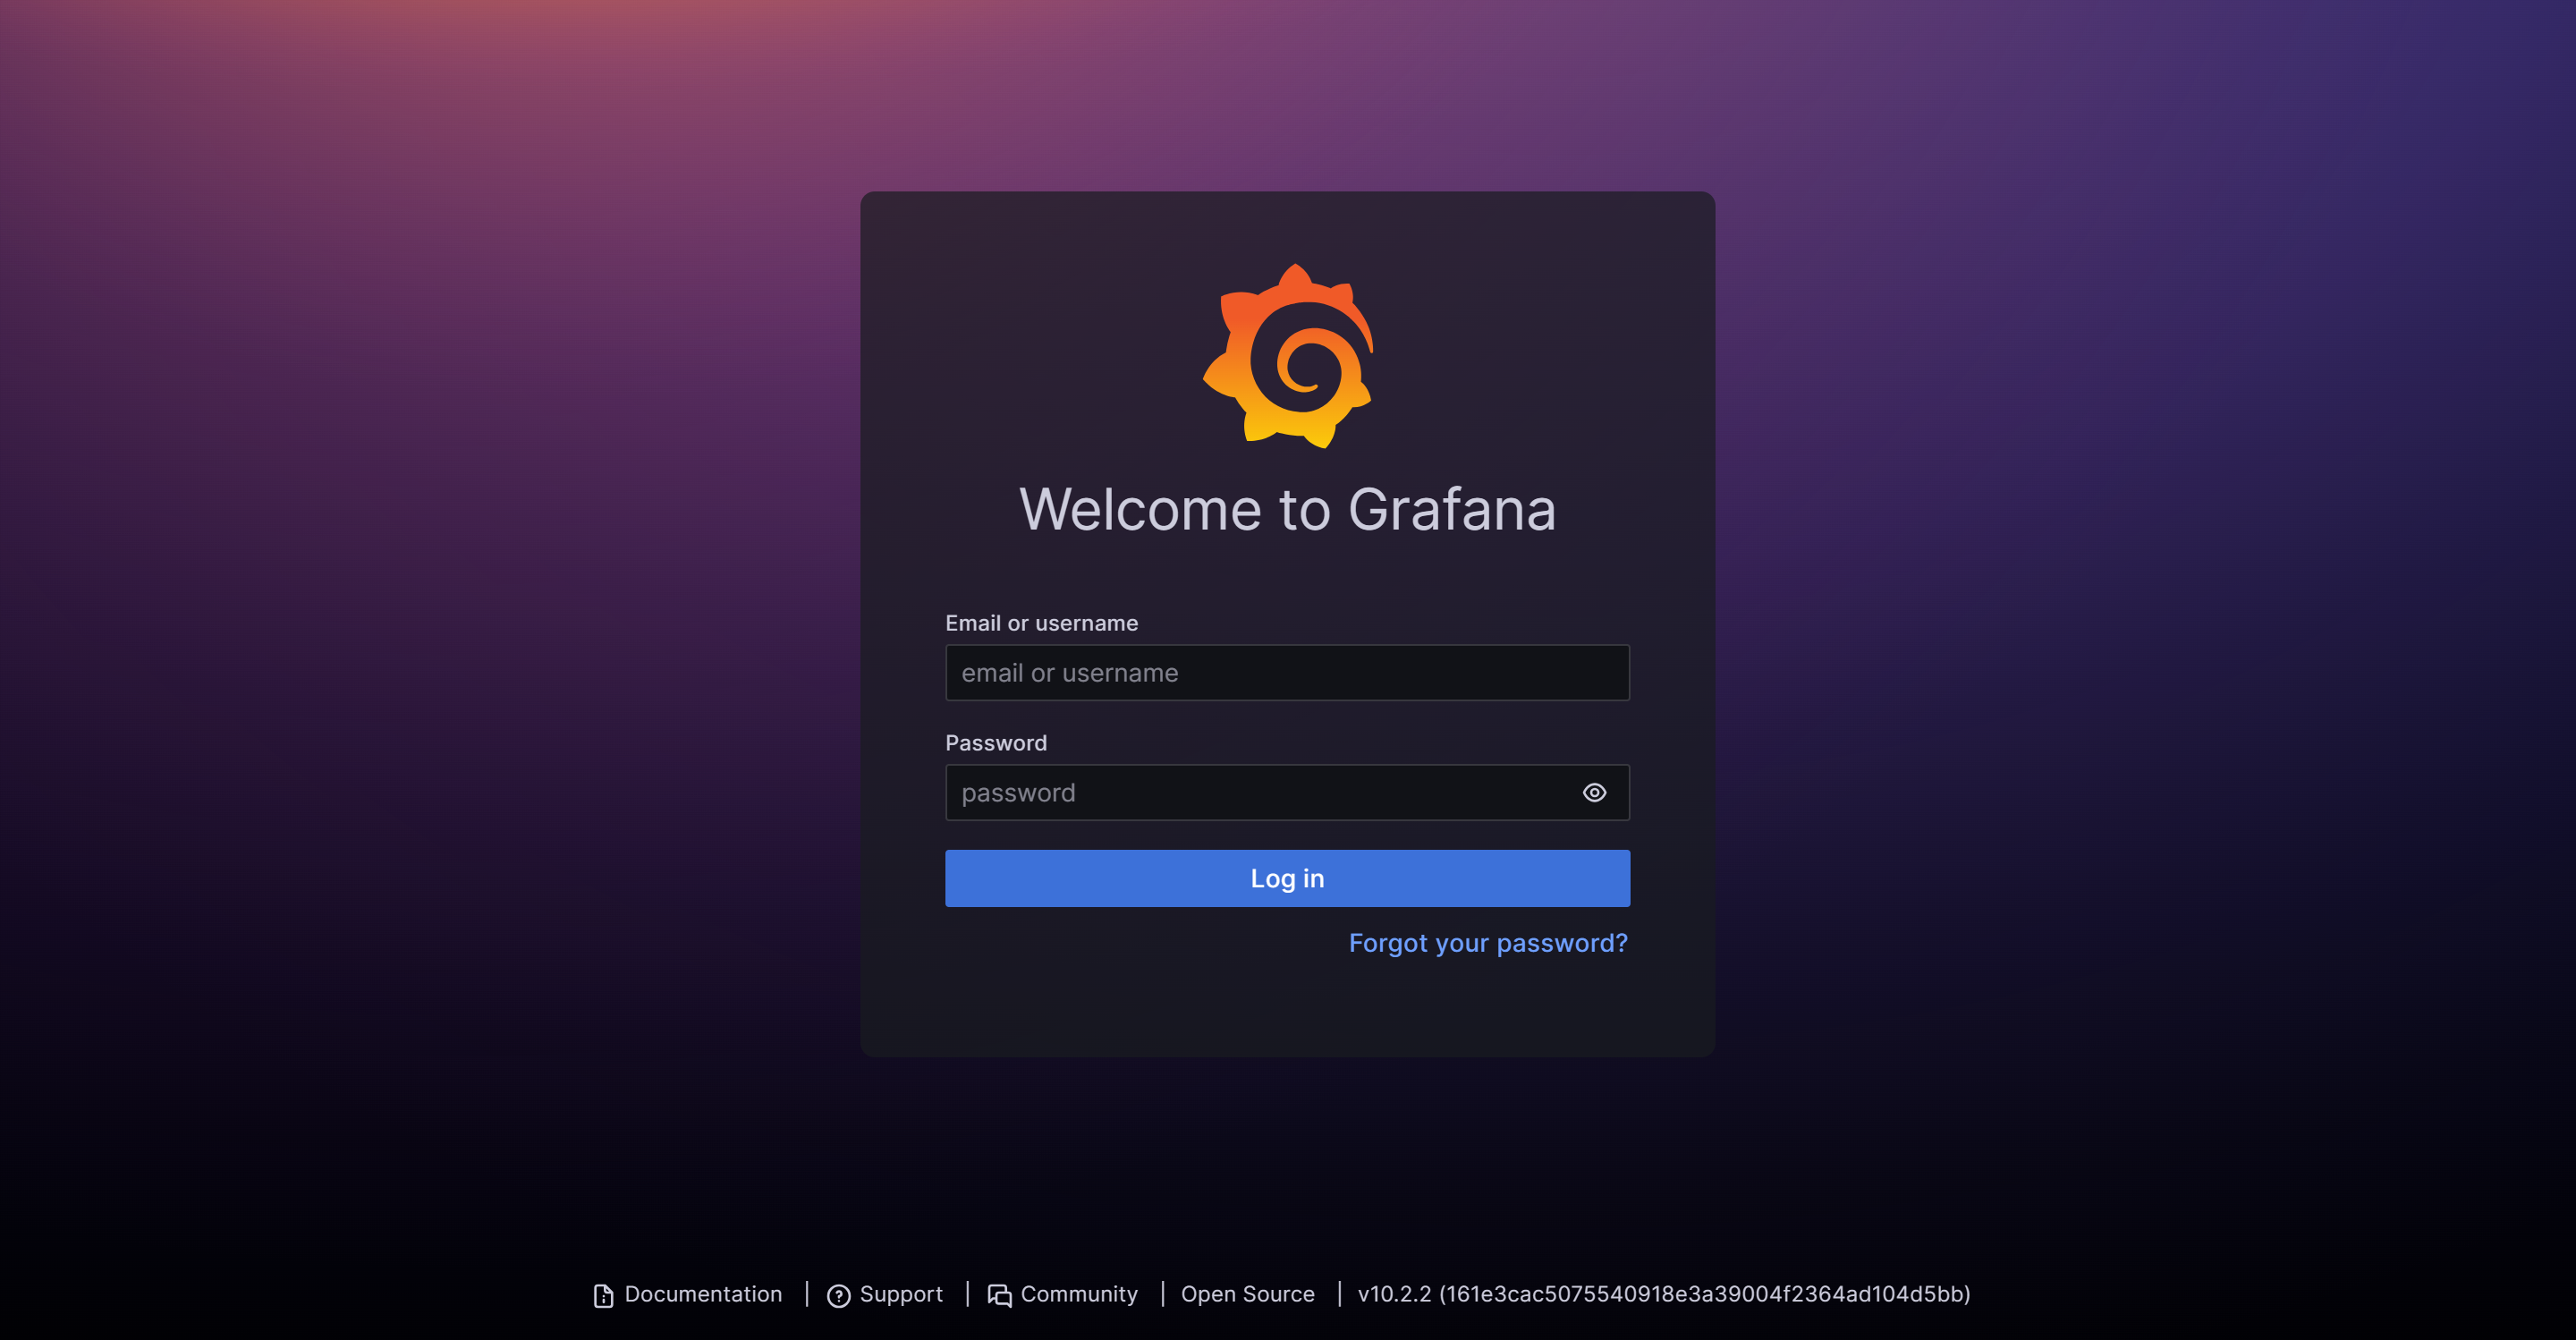 Welcome to Grafana
Email or username
email or username
Password
password
Log in
Forgot your password?
Documentation | Support | Community | Open Source | v10.2.2 (161e3cac5075540918e3a39004f2364ad104d5bb)